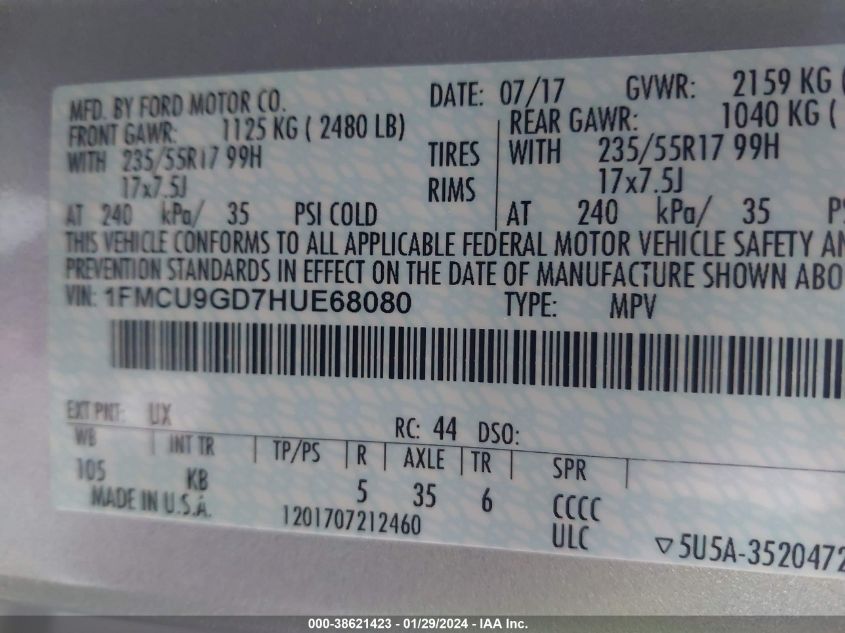 MFD. BY FORD MOTOR CO. DATE: 07/17 GVWR: 2159 KG (
FRONT GAWR: 1125 KG ( 2480 LB) REAR GAWR: 1040 KG (
WITH 235/55R17 99H TIRES WITH 235/55R17 99H
17x7.5J RIMS 17x7.5J
AT 240 kPa/ 35 PSI COLD AT 240 kPa/ 35 PS
THIS VEHICLE CONFORMS TO ALL APPLICABLE FEDERAL MOTOR VEHICLE SAFETY AN
PREVENTION STANDARDS IN EFFECT ON THE DATE OF MANUFACTURE SHOWN ABO
VIN: 1FMCU9GD7HUE68080 TYPE: MPV
EXT PNT: UX RC: 44 DSO:
WB INT TR TP/PS R AXLE TR SPR
105 KB 5 35 6 CCCC
MADE IN U.S.A. 1201707212460 ULC ▽5U5A-3520472
000-38621423 - 01/29/2024 - IAA Inc.